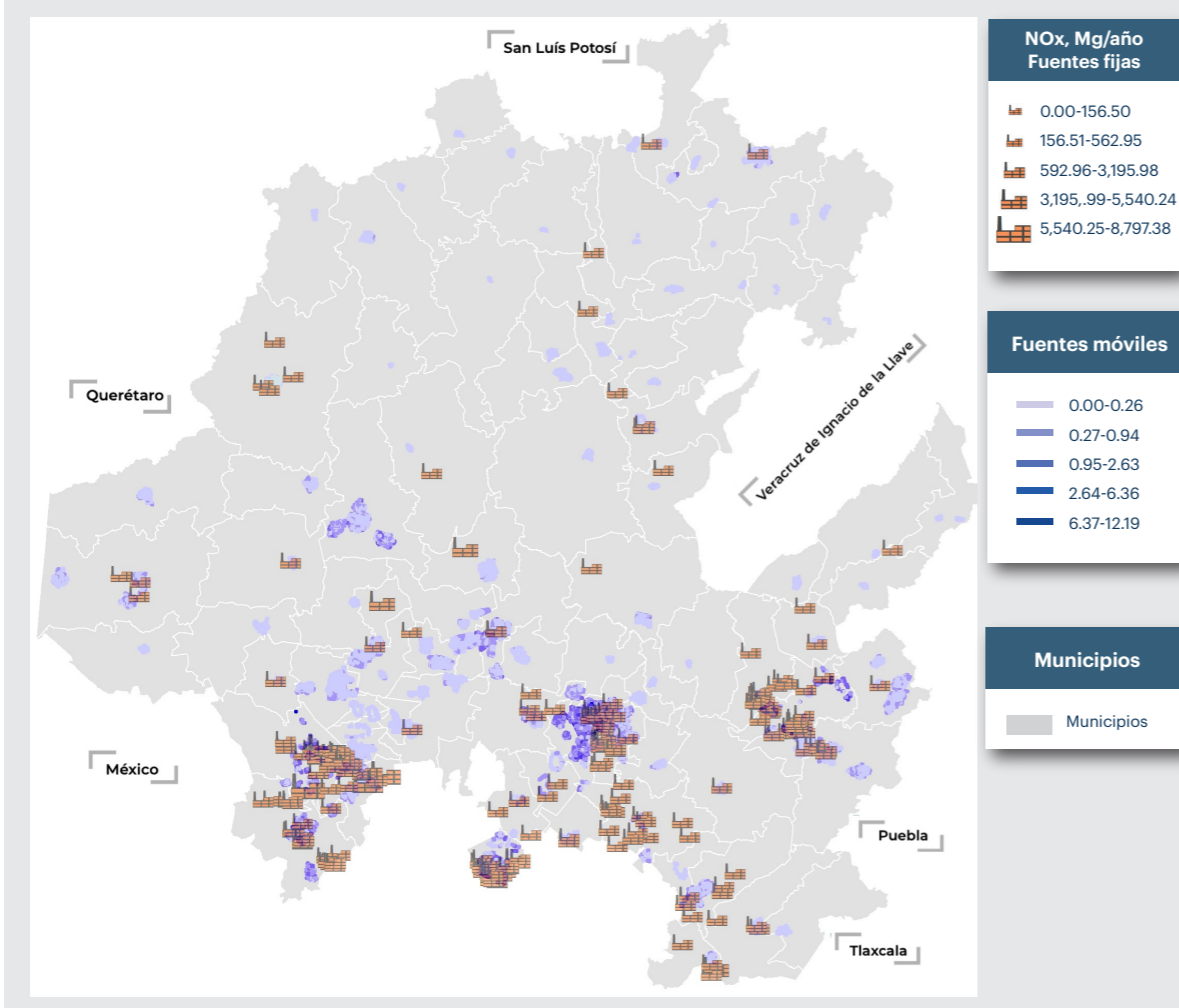 San Luís Potosí
Querétaro
Veracruz de Ignacio de la Llave
México
Puebla
Tlaxcala
NOx, Mg/año
Fuentes fijas
0.00-156.50
156.51-562.95
592.96-3,195.98
3,195,.99-5,540.24
5,540.25-8,797.38
Fuentes móviles
0.00-0.26
0.27-0.94
0.95-2.63
2.64-6.36
6.37-12.19
Municipios
Municipios